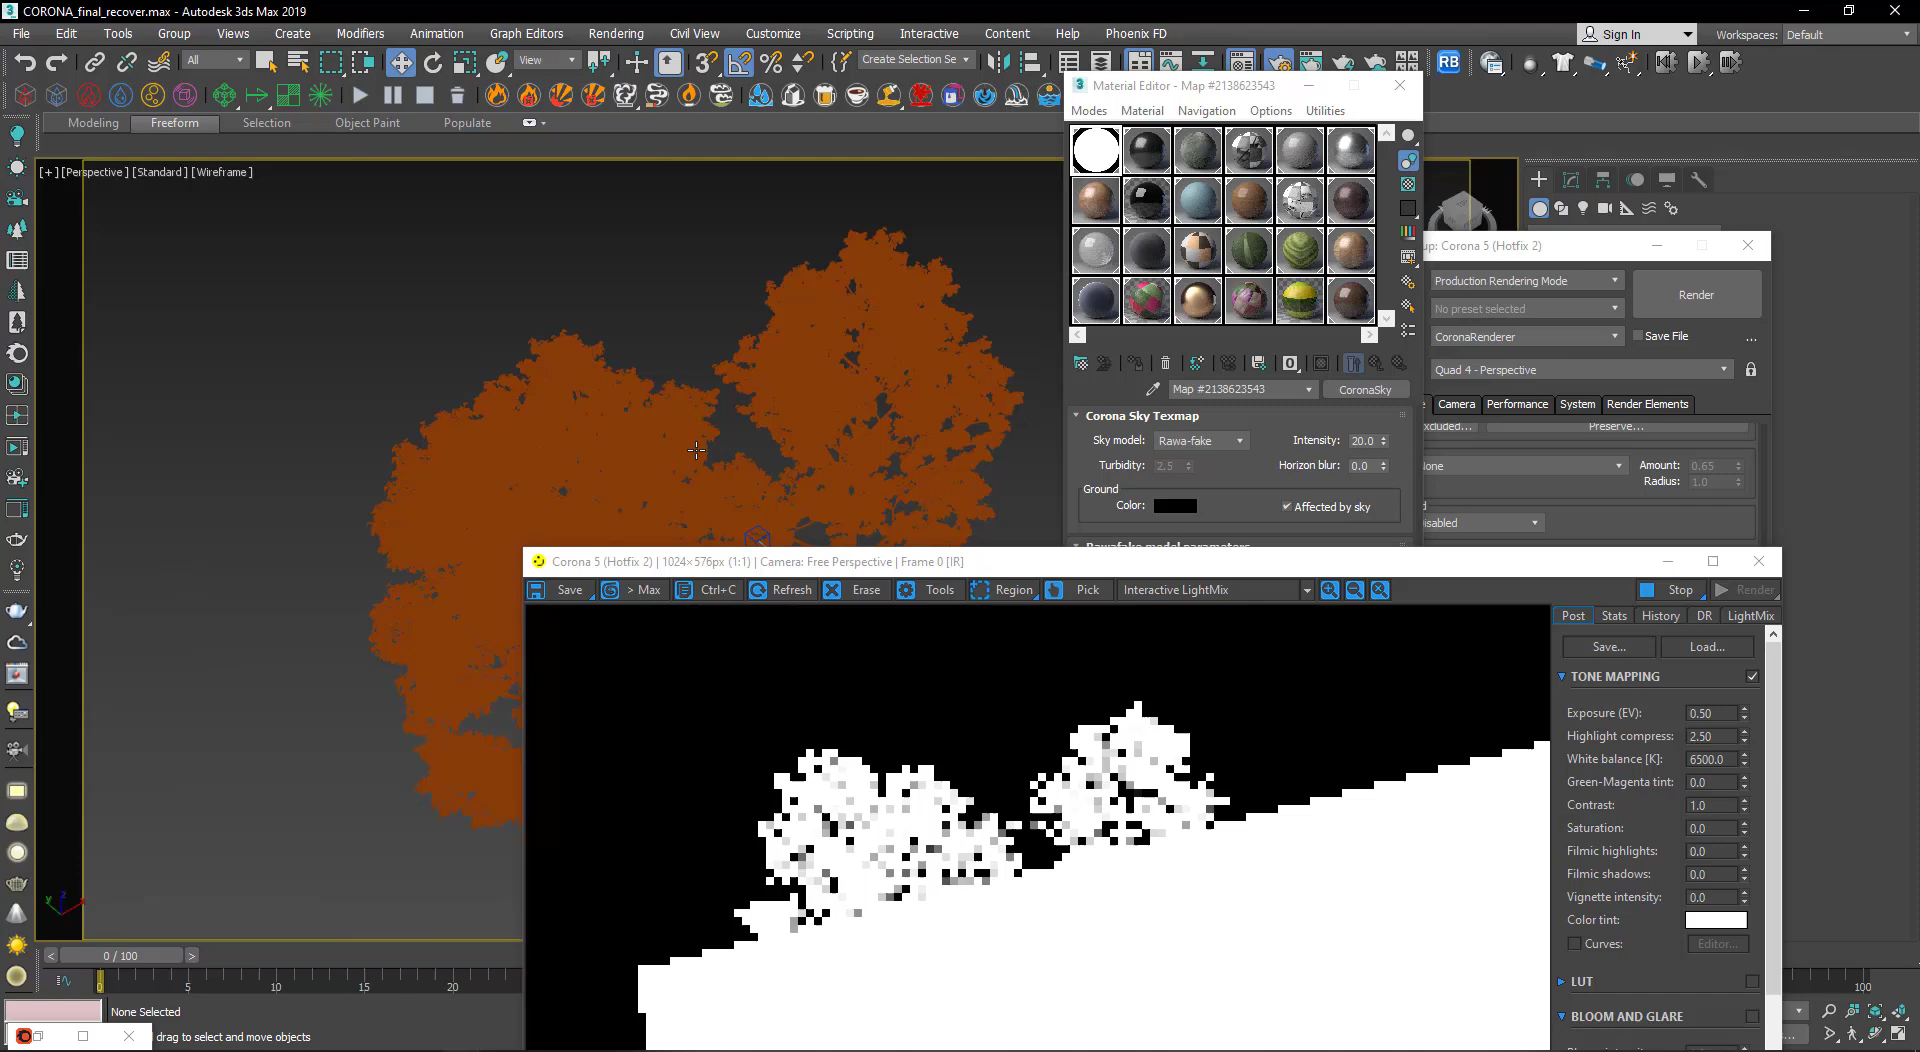 CORONA_final_recover.max - Autodesk 3ds Max 2019
File Edit Tools Group Views Create Modifiers Animation Graph Editors Rendering Civil View Customize Scripting Interactive Content Help Phoenix FD
Sign In Workspaces: Default
All View Create Selection Se RB
Modeling Freeform Selection Object Paint Populate
[+] [Perspective ] [Standard ] [Wireframe ]
Material Editor - Map #2138623543
Modes Material Navigation Options Utilities
Map #2138623543 CoronaSky
Corona Sky Texmap
Sky model: Rawa-fake Intensity: 20.0
Turbidity: 2.5 Horizon blur: 0.0
Ground
Color: Affected by sky
Rawafake model parameters
up: Corona 5 (Hotfix 2)
Production Rendering Mode
Render
No preset selected
CoronaRenderer Save File ...
Quad 4 - Perspective
Camera Performance System Render Elements
xcluded... Preserve...
None Amount: 0.65
Radius: 1.0
isabled
Corona 5 (Hotfix 2) | 1024×576px (1:1) | Camera: Free Perspective | Frame 0 [IR]
Save > Max Ctrl+C Refresh Erase Tools Region Pick Interactive LightMix Stop Render
Post Stats History DR LightMix
Save... Load...
TONE MAPPING
Exposure (EV): 0.50
Highlight compress: 2.50
White balance [K]: 6500.0
Green-Magenta tint: 0.0
Contrast: 1.0
Saturation: 0.0
Filmic highlights: 0.0
Filmic shadows: 0.0
Vignette intensity: 0.0
Color tint:
Curves: Editor...
LUT
BLOOM AND GLARE
z
y
x
< 0 / 100 >
0 5 10 15 20 100
None Selected
drag to select and move objects